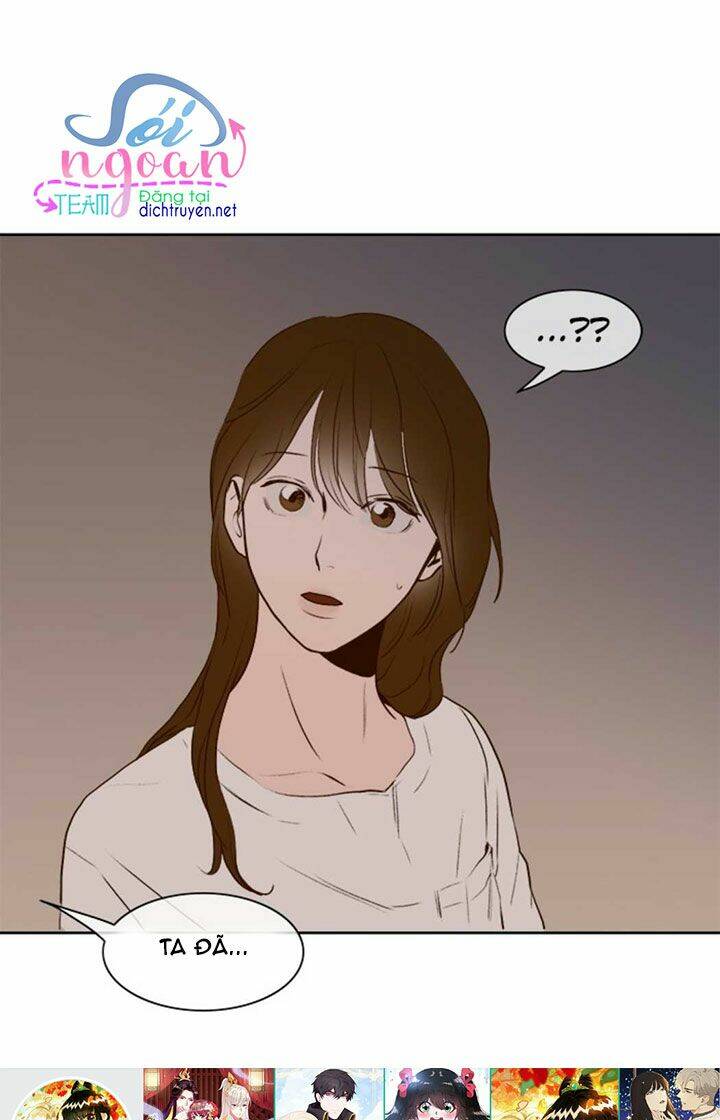 Sói
ngoan
TEAM
Đăng tại
dichtruyen.net
...??
TA ĐÃ...